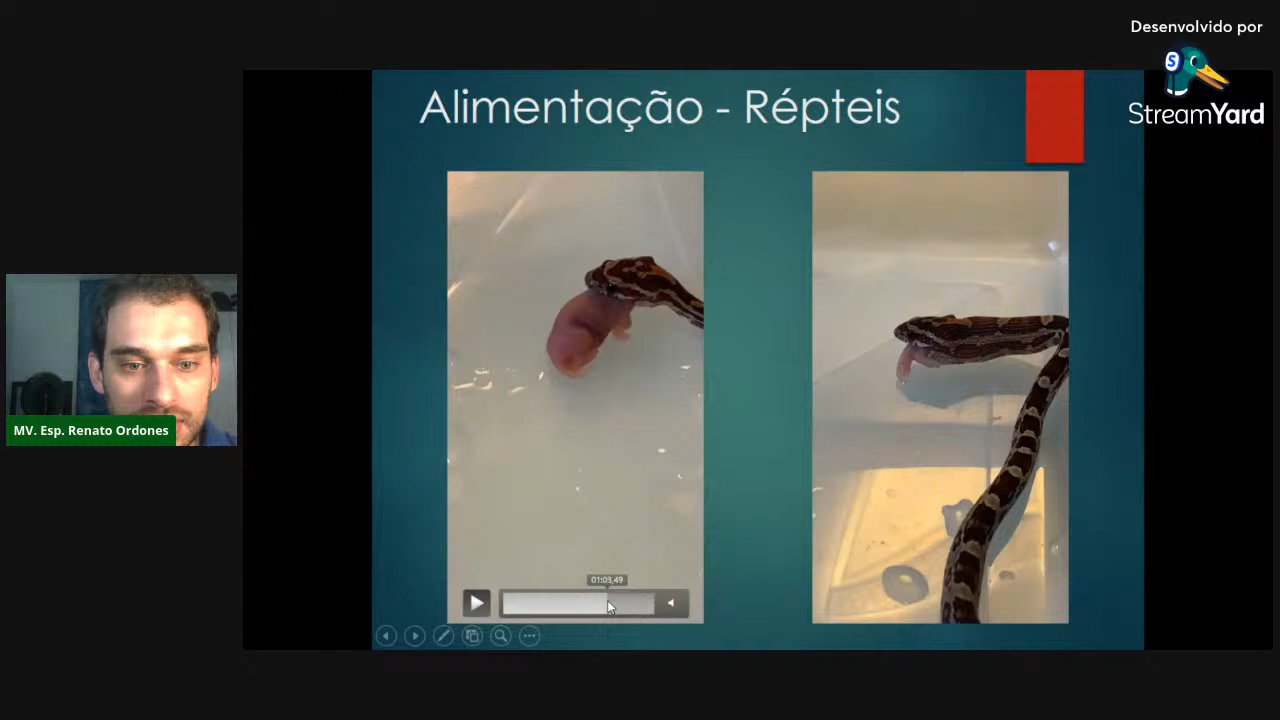 Desenvolvido por
S
StreamYard
Alimentação - Répteis
MV. Esp. Renato Ordones
01:03,49